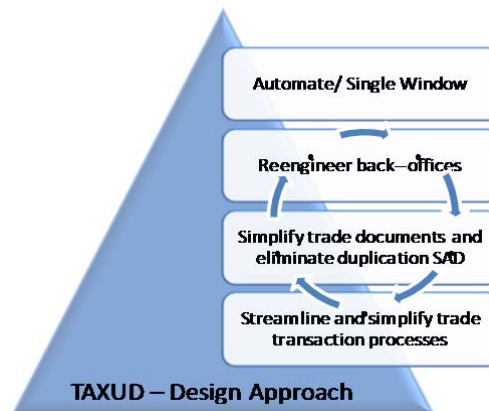 Automate/ Single Window
Reengineer back–offices
Simplify trade documents and
eliminate duplication SAD
Streamline and simplify trade
transaction processes
TAXUD – Design Approach